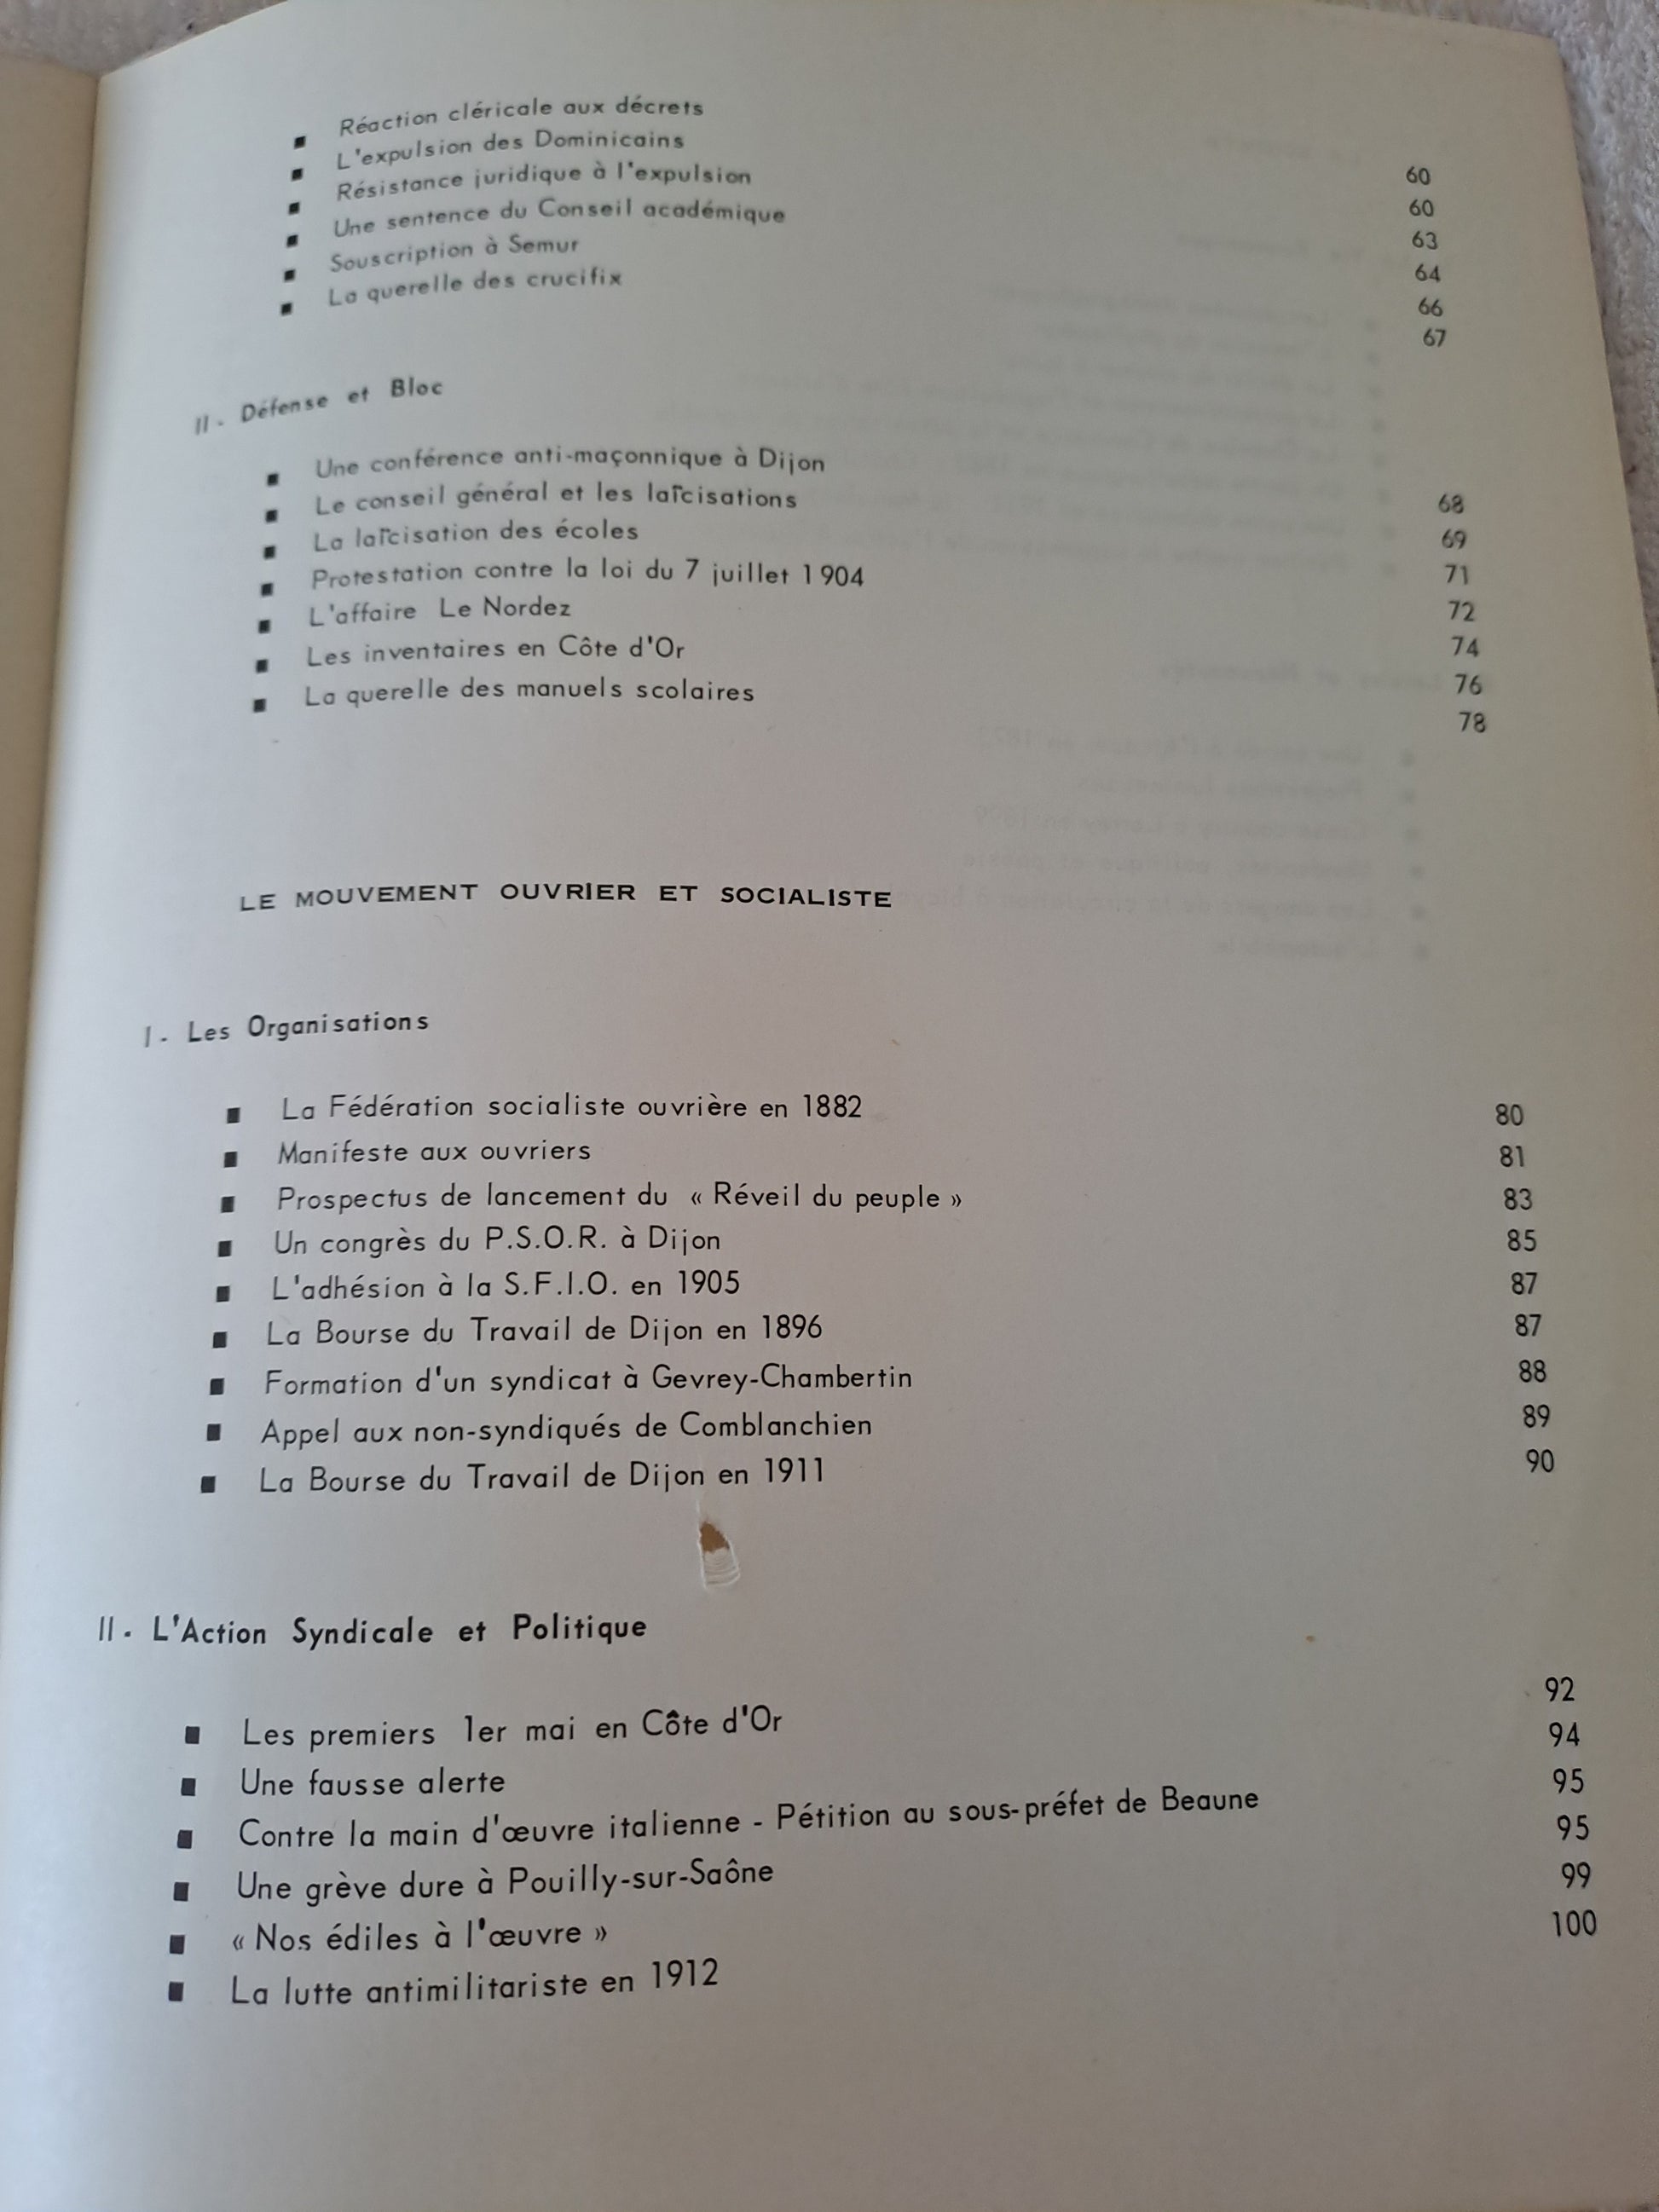 ■ Réaction cléricale aux décrets 60
■ L'expulsion des Dominicains 60
■ Résistance juridique à l'expulsion 63
■ Une sentence du Conseil académique 64
■ Souscription à Semur 66
■ La querelle des crucifix 67
II - Défense et Bloc
■ Une conférence anti-maçonnique à Dijon 68
■ Le conseil général et les laïcisations 69
■ La laïcisation des écoles 71
■ Protestation contre la loi du 7 juillet 1904 72
■ L'affaire Le Nordez 74
■ Les inventaires en Côte d'Or 76
■ La querelle des manuels scolaires 78
LE MOUVEMENT OUVRIER ET SOCIALISTE
I - Les Organisations
■ La Fédération socialiste ouvrière en 1882 80
■ Manifeste aux ouvriers 81
■ Prospectus de lancement du « Réveil du peuple » 83
■ Un congrès du P.S.O.R. à Dijon 85
■ L'adhésion à la S.F.I.O. en 1905 87
■ La Bourse du Travail de Dijon en 1896 87
■ Formation d'un syndicat à Gevrey-Chambertin 88
■ Appel aux non-syndiqués de Comblanchien 89
■ La Bourse du Travail de Dijon en 1911 90
II - L'Action Syndicale et Politique
■ Les premiers 1er mai en Côte d'Or 92
■ Une fausse alerte 94
■ Contre la main d'œuvre italienne - Pétition au sous-préfet de Beaune 95
■ Une grève dure à Pouilly-sur-Saône 95
■ « Nos édiles à l'œuvre » 99
■ La lutte antimilitariste en 1912 100